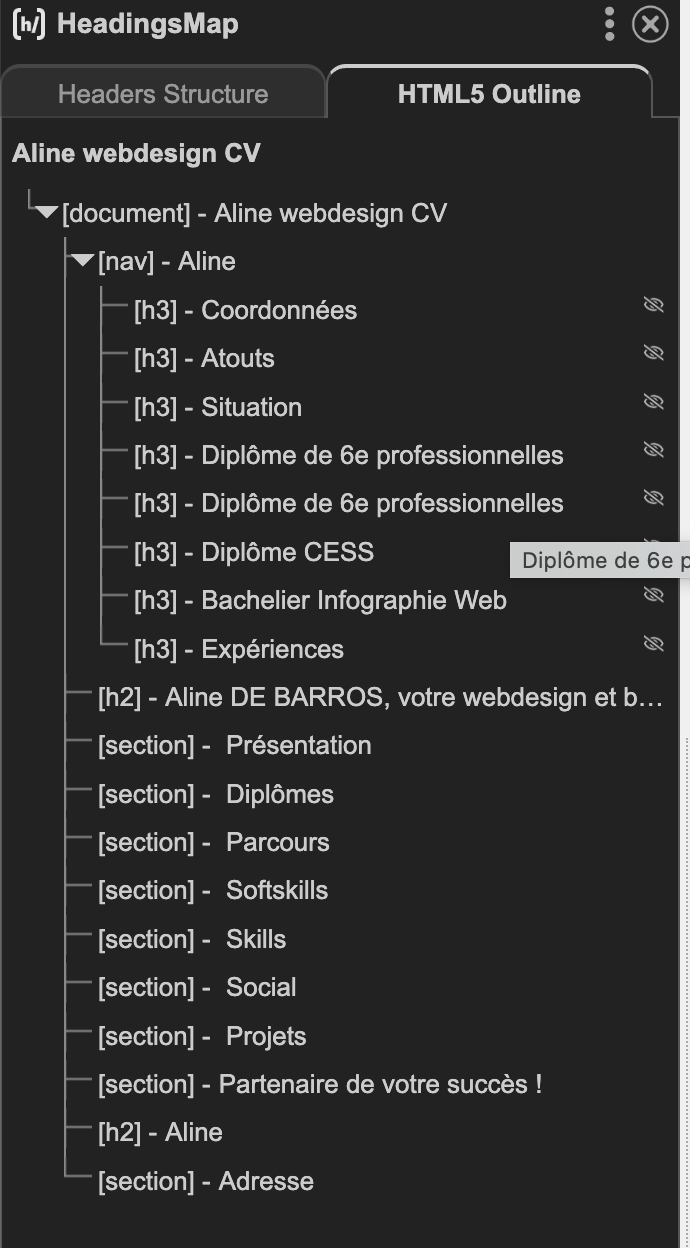 [h/] HeadingsMap
Headers Structure
HTML5 Outline
Aline webdesign CV
[document] - Aline webdesign CV
[nav] - Aline
[h3] - Coordonnées
[h3] - Atouts
[h3] - Situation
[h3] - Diplôme de 6e professionnelles
[h3] - Diplôme de 6e professionnelles
[h3] - Diplôme CESS
Diplôme de 6e p
[h3] - Bachelier Infographie Web
[h3] - Expériences
[h2] - Aline DE BARROS, votre webdesign et b…
[section] - Présentation
[section] - Diplômes
[section] - Parcours
[section] - Softskills
[section] - Skills
[section] - Social
[section] - Projets
[section] - Partenaire de votre succès !
[h2] - Aline
[section] - Adresse